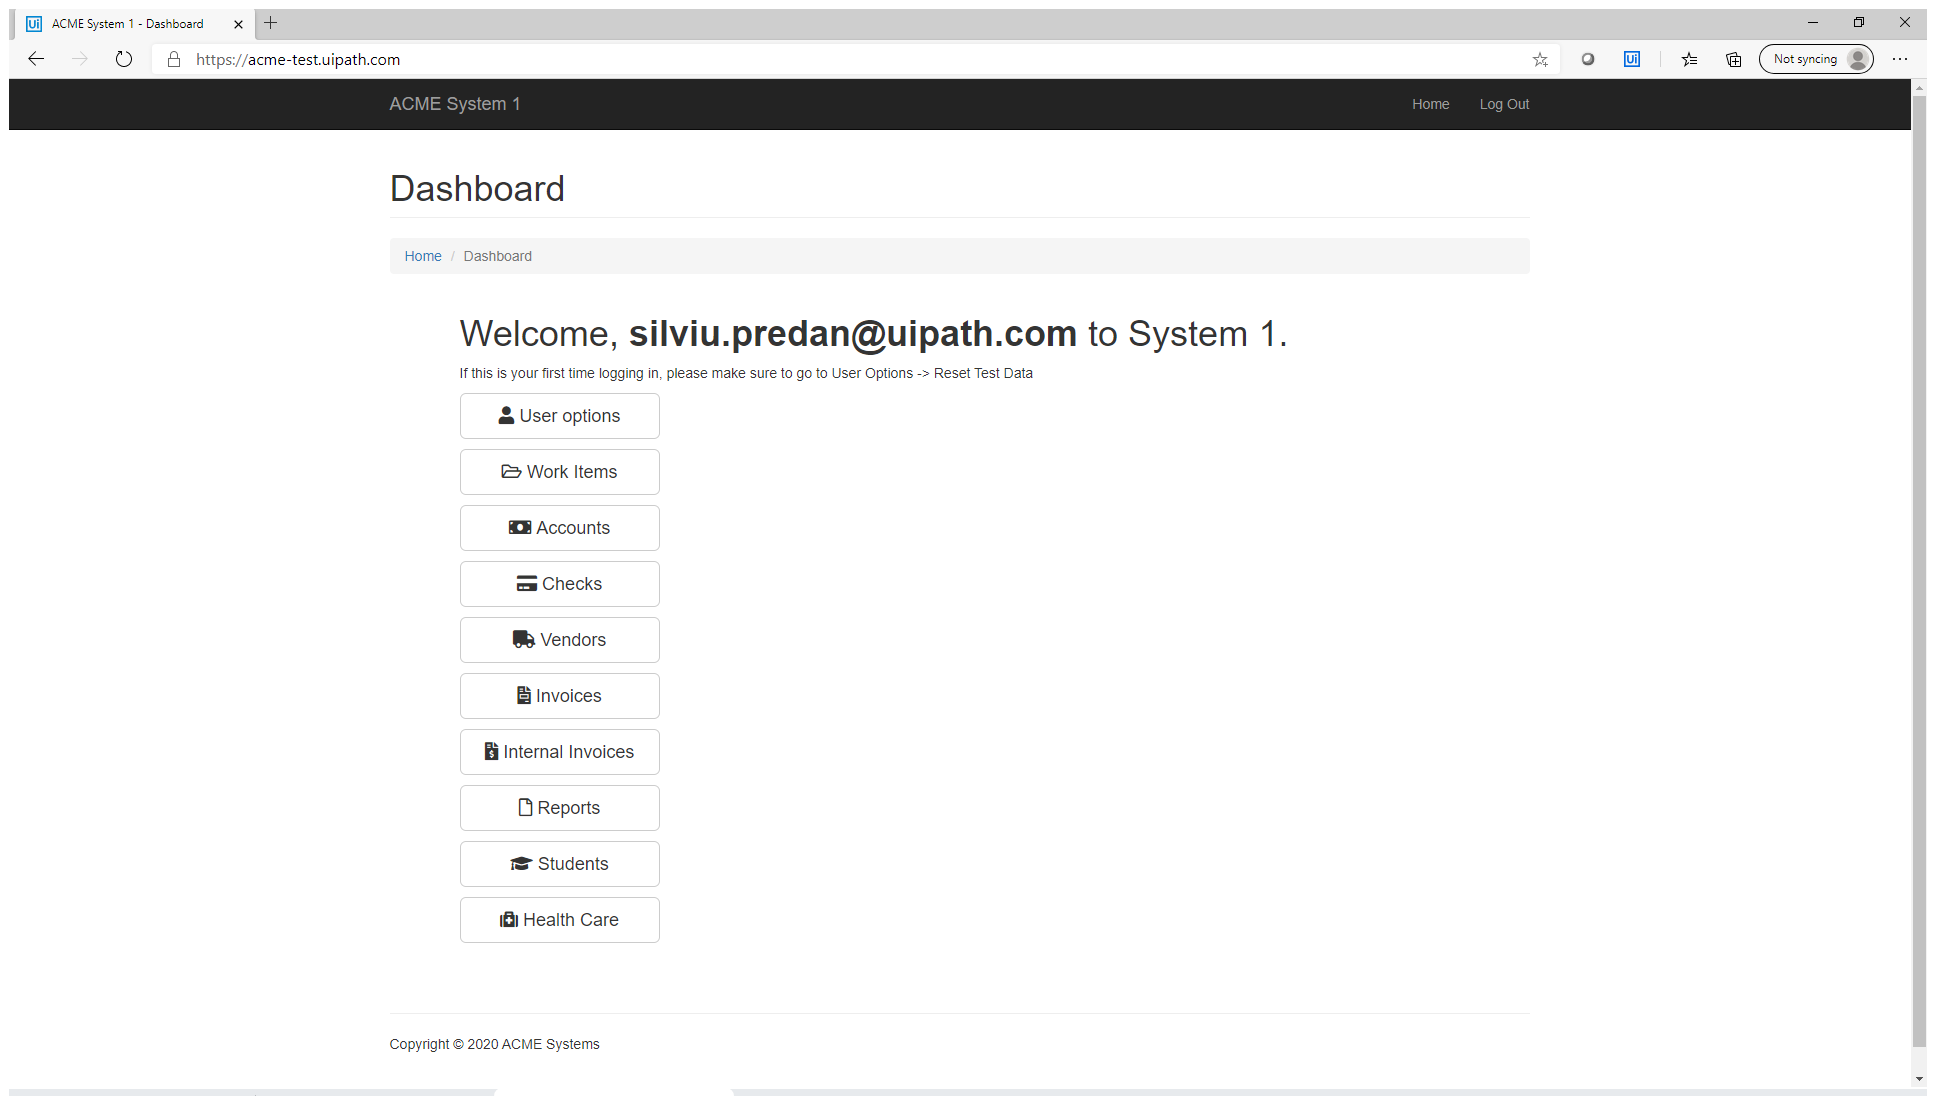 Ui ACME System 1 - Dashboard
https://acme-test.uipath.com
Ui
Not syncing
ACME System 1
Home
Log Out
Dashboard
Home / Dashboard
Welcome, silviu.predan@uipath.com to System 1.
If this is your first time logging in, please make sure to go to User Options -> Reset Test Data
User options
Work Items
Accounts
Checks
Vendors
Invoices
Internal Invoices
Reports
Students
Health Care
Copyright © 2020 ACME Systems